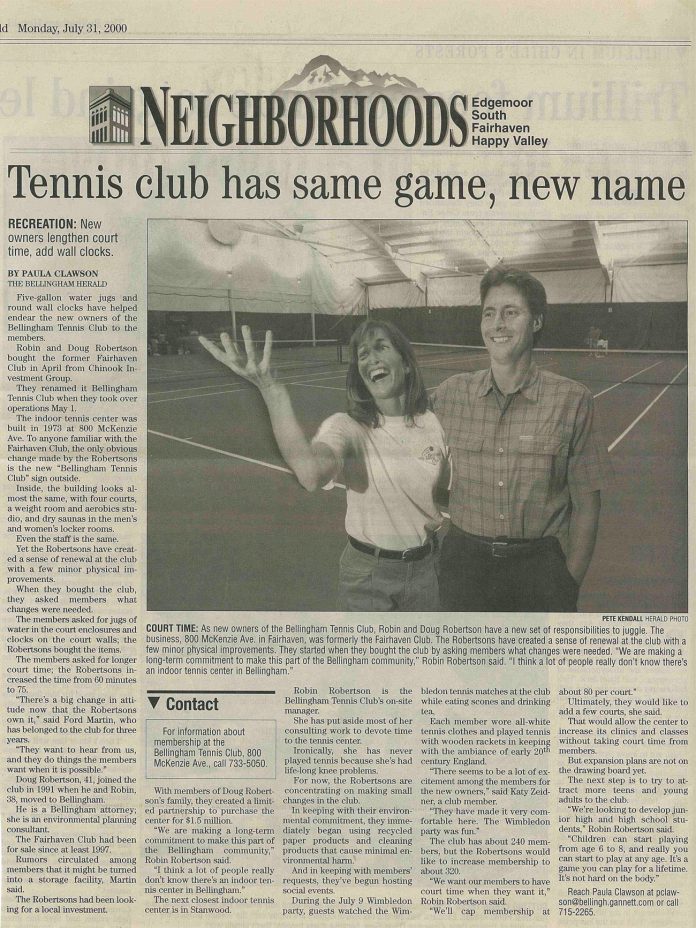 ld Monday, July 31, 2000
NEIGHBORHOODS
Edgemoor
South
Fairhaven
Happy Valley
Tennis club has same game, new name
RECREATION: New
owners lengthen court
time, add wall clocks.
BY PAULA CLAWSON
THE BELLINGHAM HERALD
Five-gallon water jugs and
round wall clocks have helped
endear the new owners of the
Bellingham Tennis Club to the
members.
Robin and Doug Robertson
bought the former Fairhaven
Club in April from Chinook In-
vestment Group.
They renamed it Bellingham
Tennis Club when they took over
operations May 1.
The indoor tennis center was
built in 1973 at 800 McKenzie
Ave. To anyone familiar with the
Fairhaven Club, the only obvious
change made by the Robertsons
is the new “Bellingham Tennis
Club” sign outside.
Inside, the building looks al-
most the same, with four courts,
a weight room and aerobics stu-
dio, and dry saunas in the men's
and women's locker rooms.
Even the staff is the same.
Yet the Robertsons have creat-
ed a sense of renewal at the club
with a few minor physical im-
provements.
When they bought the club,
they asked members what
changes were needed.
The members asked for jugs of
water in the court enclosures and
clocks on the court walls; the
Robertsons bought the items.
The members asked for longer
court time; the Robertsons in-
creased the time from 60 minutes
to 75.
“There's a big change in atti-
tude now that the Robertsons
own it,” said Ford Martin, who
has belonged to the club for three
years.
“They want to hear from us,
and they do the things the members
want when it is possible.”
Doug Robertson, 41, joined the
club in 1991 when he and Robin,
38, moved to Bellingham.
He is a Bellingham attorney;
she is an environmental planning
consultant.
The Fairhaven Club had been
for sale since at least 1997.
Rumors circulated among
members that it might be turned
into a storage facility, Martin
said.
The Robertsons had been look-
ing for a local investment.
PETE KENDALL HERALD PHOTO
COURT TIME: As new owners of the Bellingham Tennis Club, Robin and Doug Robertson have a new set of responsibilities to juggle. The
business, 800 McKenzie Ave. in Fairhaven, was formerly the Fairhaven Club. The Robertsons have created a sense of renewal at the club with a
few minor physical improvements. They started when they bought the club by asking members what changes were needed. “We are making a
long-term commitment to make this part of the Bellingham community,” Robin Robertson said. “I think a lot of people really don't know there's
an indoor tennis center in Bellingham.”
▼ Contact
For information about
membership at the
Bellingham Tennis Club, 800
McKenzie Ave., call 733-5050.
With members of Doug Robert-
son's family, they created a limit-
ed partnership to purchase the
center for $1.5 million.
“We are making a long-term
commitment to make this part of
the Bellingham community,”
Robin Robertson said.
“I think a lot of people really
don't know there's an indoor ten-
nis center in Bellingham.”
The next closest indoor tennis
center is in Stanwood.
Robin Robertson is the
Bellingham Tennis Club's on-site
manager.
She has put aside most of her
consulting work to devote time
to the tennis center.
Ironically, she has never
played tennis because she's had
life-long knee problems.
For now, the Robertsons are
concentrating on making small
changes in the club.
In keeping with their environ-
mental commitment, they imme-
diately began using recycled
paper products and cleaning
products that cause minimal en-
vironmental harm.
And in keeping with members'
requests, they've begun hosting
social events.
During the July 9 Wimbledon
party, guests watched the Wim-
bledon tennis matches at the club
while eating scones and drinking
tea.
Each member wore all-white
tennis clothes and played tennis
with wooden rackets in keeping
with the ambiance of early 20th
century England.
“There seems to be a lot of ex-
citement among the members for
the new owners,” said Katy Zeid-
ner, a club member.
“They have made it very com-
fortable here. The Wimbledon
party was fun.”
The club has about 240 mem-
bers, but the Robertsons would
like to increase membership to
about 320.
“We want our members to have
court time when they want it,”
Robin Robertson said.
“We'll cap membership at
about 80 per court.”
Ultimately, they would like to
add a few courts, she said.
That would allow the center to
increase its clinics and classes
without taking court time from
members.
But expansion plans are not on
the drawing board yet.
The next step is to try to at-
tract more teens and young
adults to the club.
“We're looking to develop jun-
ior high and high school stu-
dents,” Robin Robertson said.
“Children can start playing
from age 6 to 8, and really you
can start to play at any age. It's a
game you can play for a lifetime.
It's not hard on the body.”
Reach Paula Clawson at pclaw-
son@bellingh.gannett.com or call
715-2265.